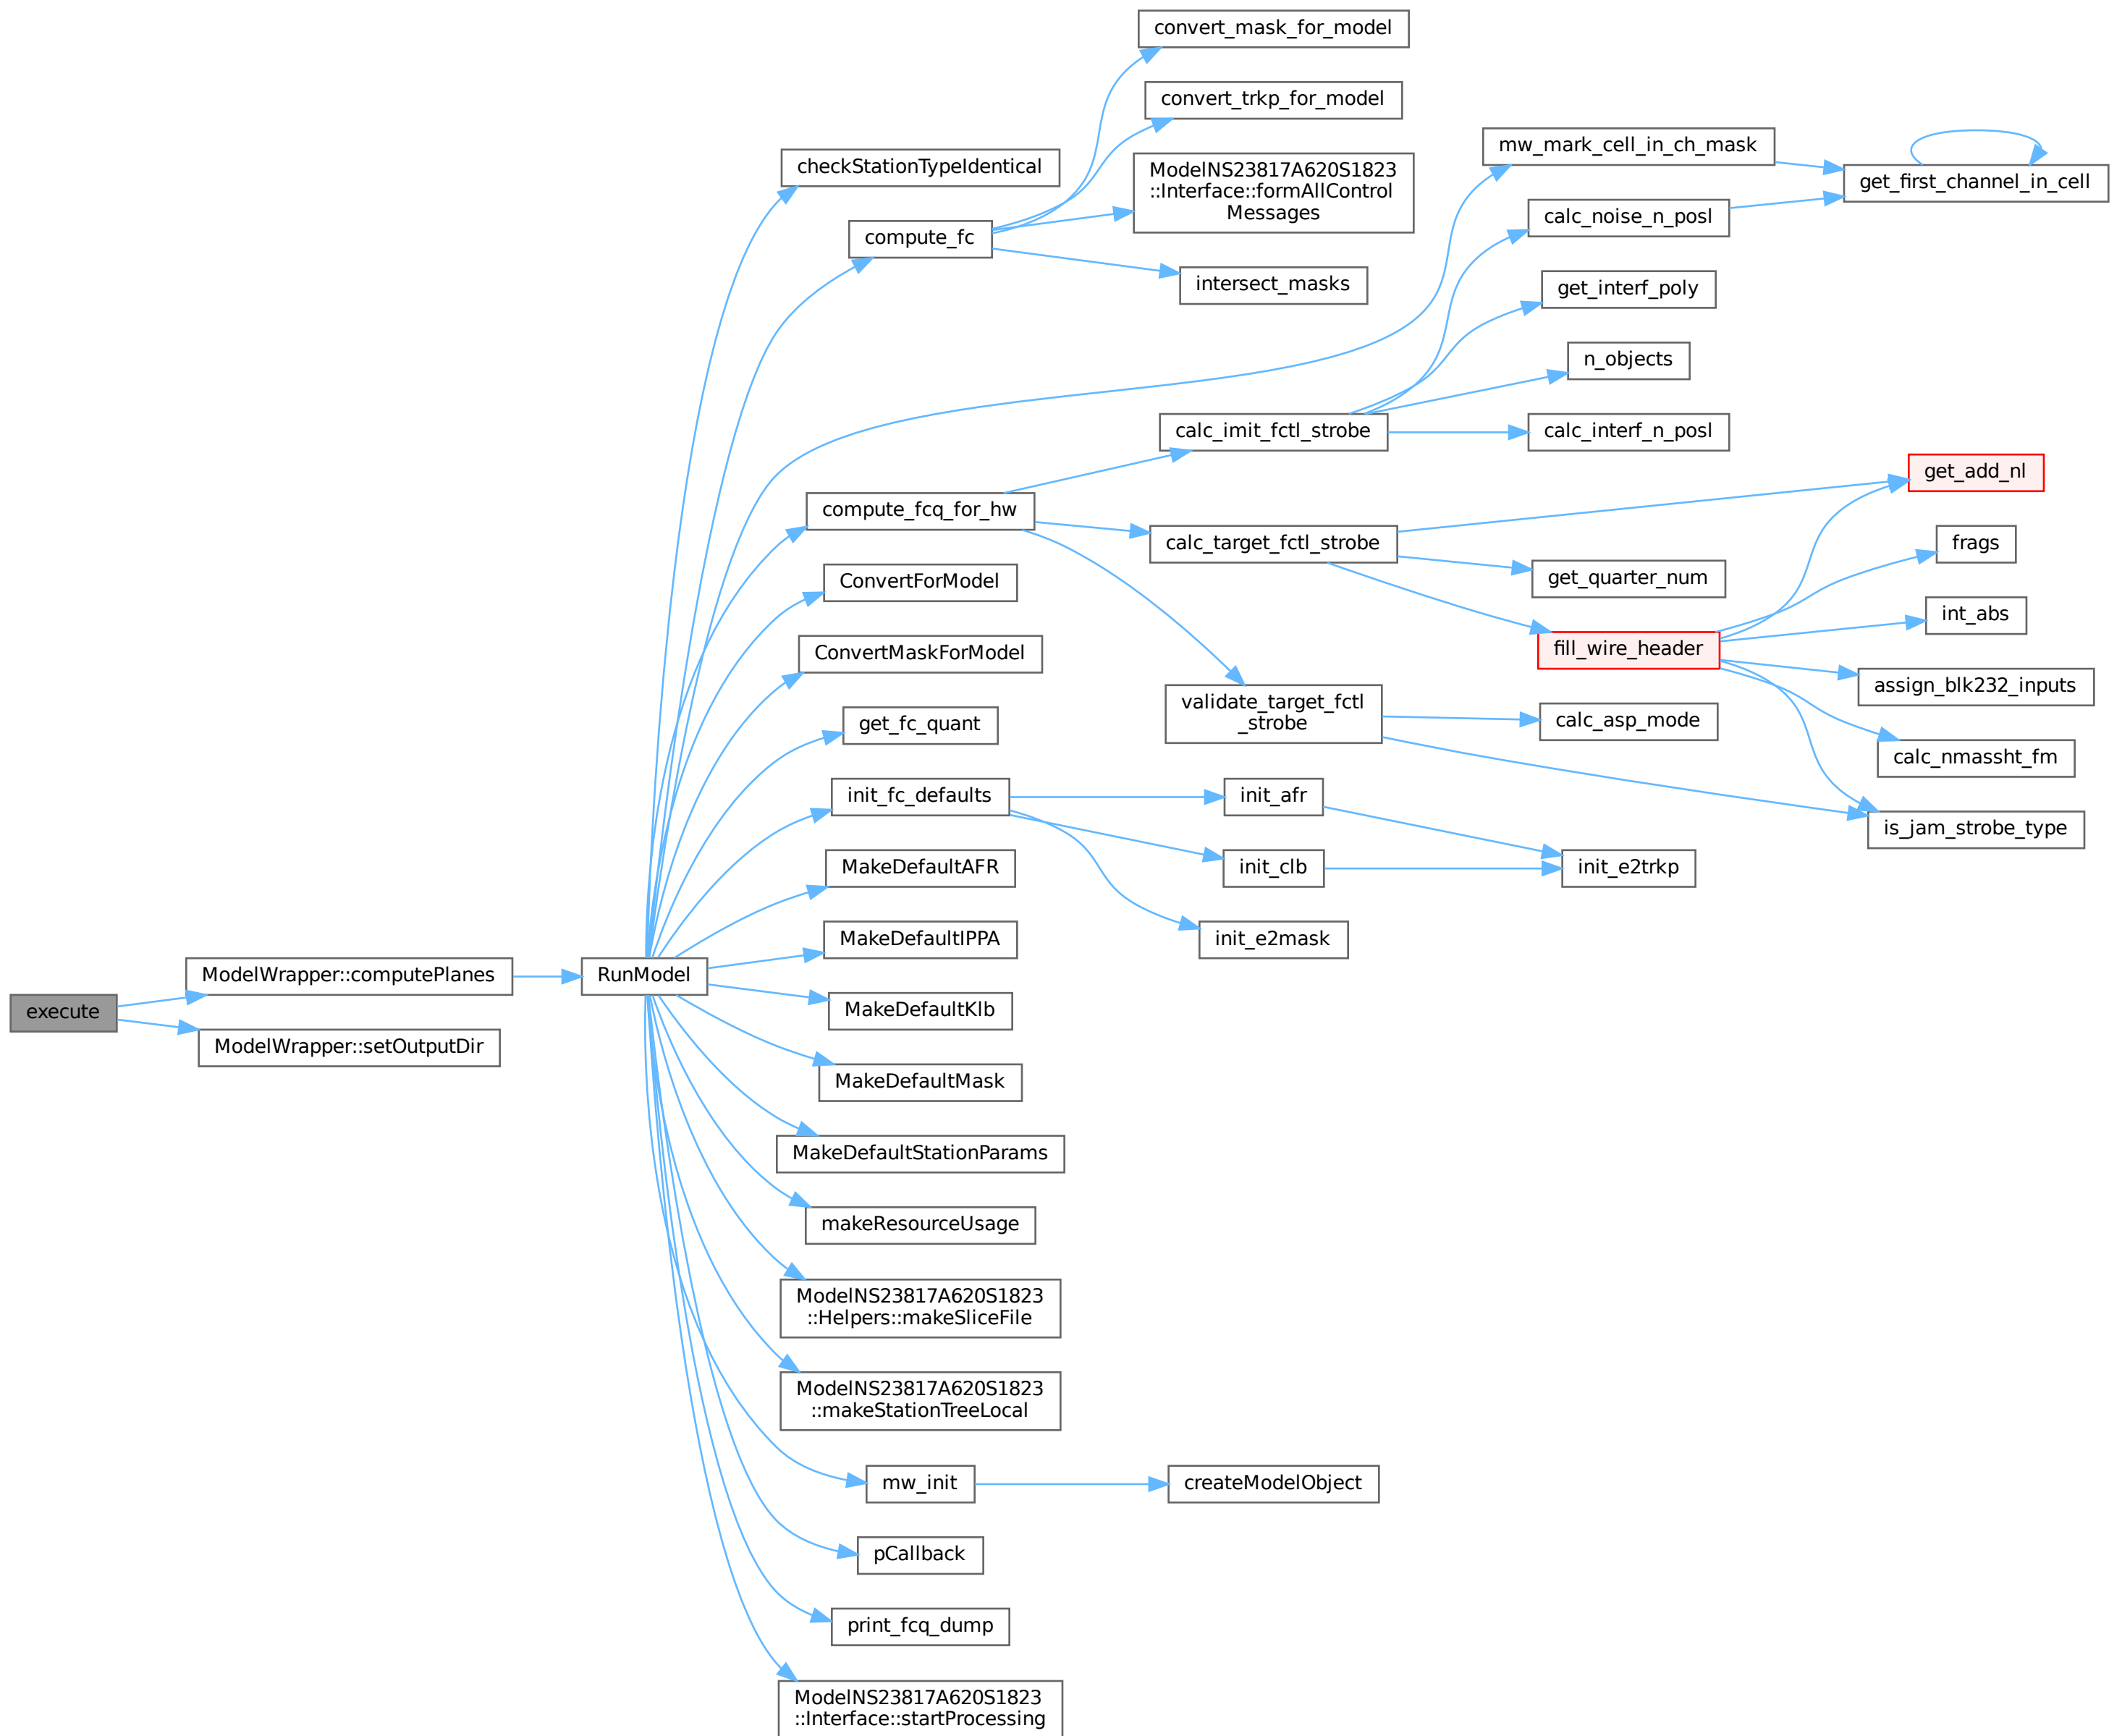 convert_mask_for_model
convert_trkp_for_model
mw_mark_cell_in_ch_mask
checkStationTypeIdentical
ModelNS23817A620S1823
::Interface::formAllControl
Messages
get_first_channel_in_cell
calc_noise_n_posl
compute_fc
intersect_masks
get_interf_poly
n_objects
calc_imit_fctl_strobe
calc_interf_n_posl
get_add_nl
compute_fcq_for_hw
calc_target_fctl_strobe
frags
ConvertForModel
get_quarter_num
int_abs
ConvertMaskForModel
fill_wire_header
assign_blk232_inputs
validate_target_fctl
_strobe
get_fc_quant
calc_asp_mode
calc_nmassht_fm
init_fc_defaults
init_afr
is_jam_strobe_type
MakeDefaultAFR
init_clb
init_e2trkp
MakeDefaultIPPA
init_e2mask
ModelWrapper::computePlanes
RunModel
execute
MakeDefaultKlb
ModelWrapper::setOutputDir
MakeDefaultMask
MakeDefaultStationParams
makeResourceUsage
ModelNS23817A620S1823
::Helpers::makeSliceFile
ModelNS23817A620S1823
::makeStationTreeLocal
mw_init
createModelObject
pCallback
print_fcq_dump
ModelNS23817A620S1823
::Interface::startProcessing